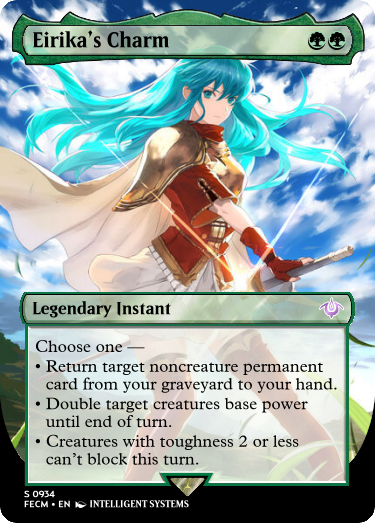 Eirika's Charm
Legendary Instant
Choose one —
• Return target noncreature permanent
card from your graveyard to your hand.
• Double target creatures base power
until end of turn.
• Creatures with toughness 2 or less
can't block this turn.
S 0934
FECM • EN INTELLIGENT SYSTEMS